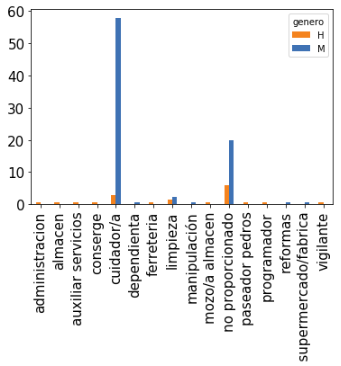 60
50
40
30
20
10
0
genero
H
M
administracion
almacen
auxiliar servicios
conserge
cuidador/a
dependienta
ferreteria
limpieza
manipulación
mozo/a almacen
no proporcionado
paseador pedros
programador
reformas
supermercado/fabrica
vigilante